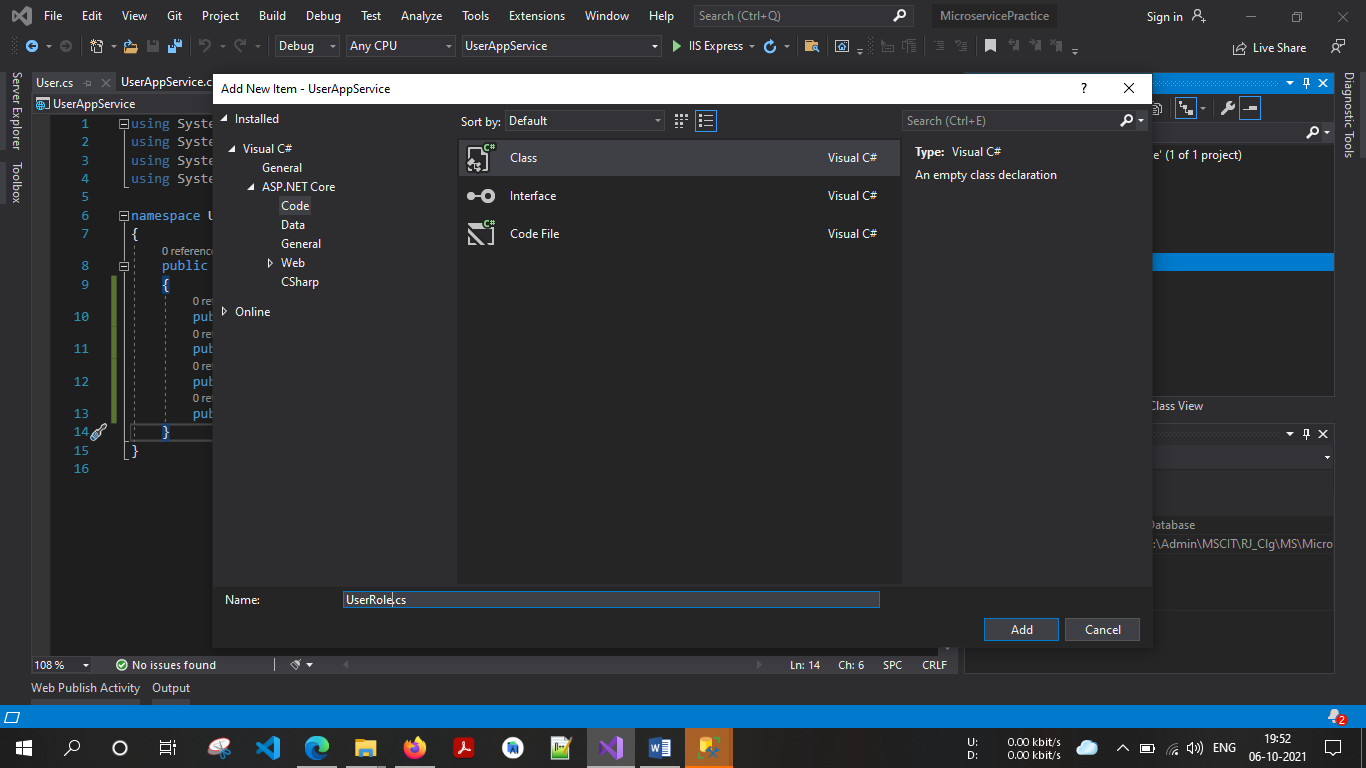 File Edit View Git Project Build Debug Test Analyze Tools Extensions Window Help Search (Ctrl+Q) MicroservicePractice Sign in
Debug Any CPU UserAppService IIS Express Live Share
Server Explorer
Toolbox
User.cs UserAppService.c
UserAppService
1 using Syste
2 using Syste
3 using Syste
4 using Syste
5
6 namespace U
7 {
0 reference
8 public
9 {
0 ref
10 pub
0 ref
11 pub
0 ref
12 pub
0 ref
13 pub
14 }
15 }
16
Add New Item - UserAppService ? 
Installed
Visual C#
General
ASP.NET Core
Code
Data
General
Web
CSharp
Online
Sort by: Default
Class Visual C#
Interface Visual C#
Code File Visual C#
Search (Ctrl+E)
Type: Visual C#
An empty class declaration
Name: UserRole.cs
Add Cancel
e' (1 of 1 project)
Class View
Database
:\Admin\MSCIT\RJ_Clg\MS\Micro
Diagnostic Tools
108 % No issues found Ln: 14 Ch: 6 SPC CRLF
Web Publish Activity Output
2
U: 0.00 kbit/s
D: 0.00 kbit/s
ENG
19:52
06-10-2021